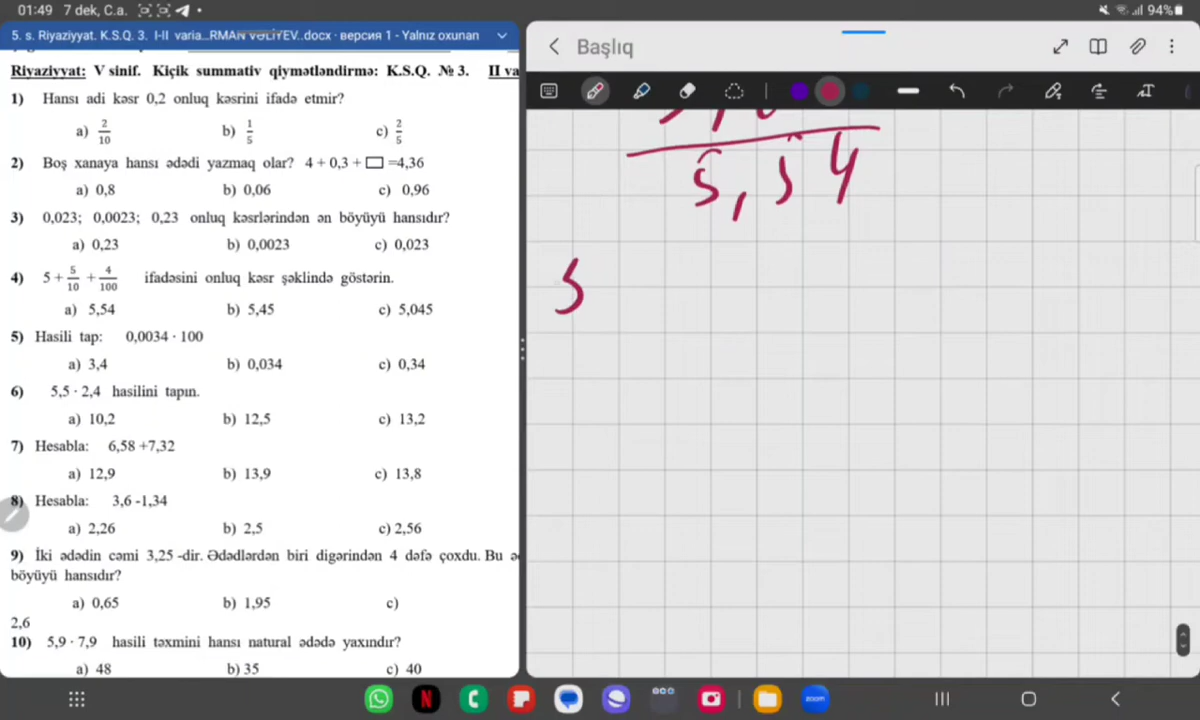 01:49 7 dek, C.a. 94%
5. s. Riyaziyyat. K.S.Q. 3. I-II varia...RMAN VƏLİYEV..docx · версия 1 - Yalnız oxunan
Başlıq
Riyaziyyat: V sinif. Kiçik summativ qiymətləndirmə: K.S.Q. № 3. II va
1) Hansı adi kəsr 0,2 onluq kəsrini ifadə etmir?
a) 2/10 b) 1/5 c) 2/5
2) Boş xanaya hansı ədədi yazmaq olar? 4 + 0,3 + □ =4,36
a) 0,8 b) 0,06 c) 0,96
3) 0,023; 0,0023; 0,23 onluq kəsrlərindən ən böyüyü hansıdır?
a) 0,23 b) 0,0023 c) 0,023
4) 5 + 5/10 + 4/100 ifadəsini onluq kəsr şəklində göstərin.
a) 5,54 b) 5,45 c) 5,045
5) Hasili tap: 0,0034 · 100
a) 3,4 b) 0,034 c) 0,34
6) 5,5 · 2,4 hasilini tapın.
a) 10,2 b) 12,5 c) 13,2
7) Hesabla: 6,58 +7,32
a) 12,9 b) 13,9 c) 13,8
8) Hesabla: 3,6 -1,34
a) 2,26 b) 2,5 c) 2,56
9) İki ədədin cəmi 3,25 -dir. Ədədlərdən biri digərindən 4 dəfə çoxdu. Bu ə
böyüyü hansıdır?
a) 0,65 b) 1,95 c)
2,6
10) 5,9 · 7,9 hasili təxmini hansı natural ədədə yaxındır?
a) 48 b) 35 c) 40
5,54
5
zoom